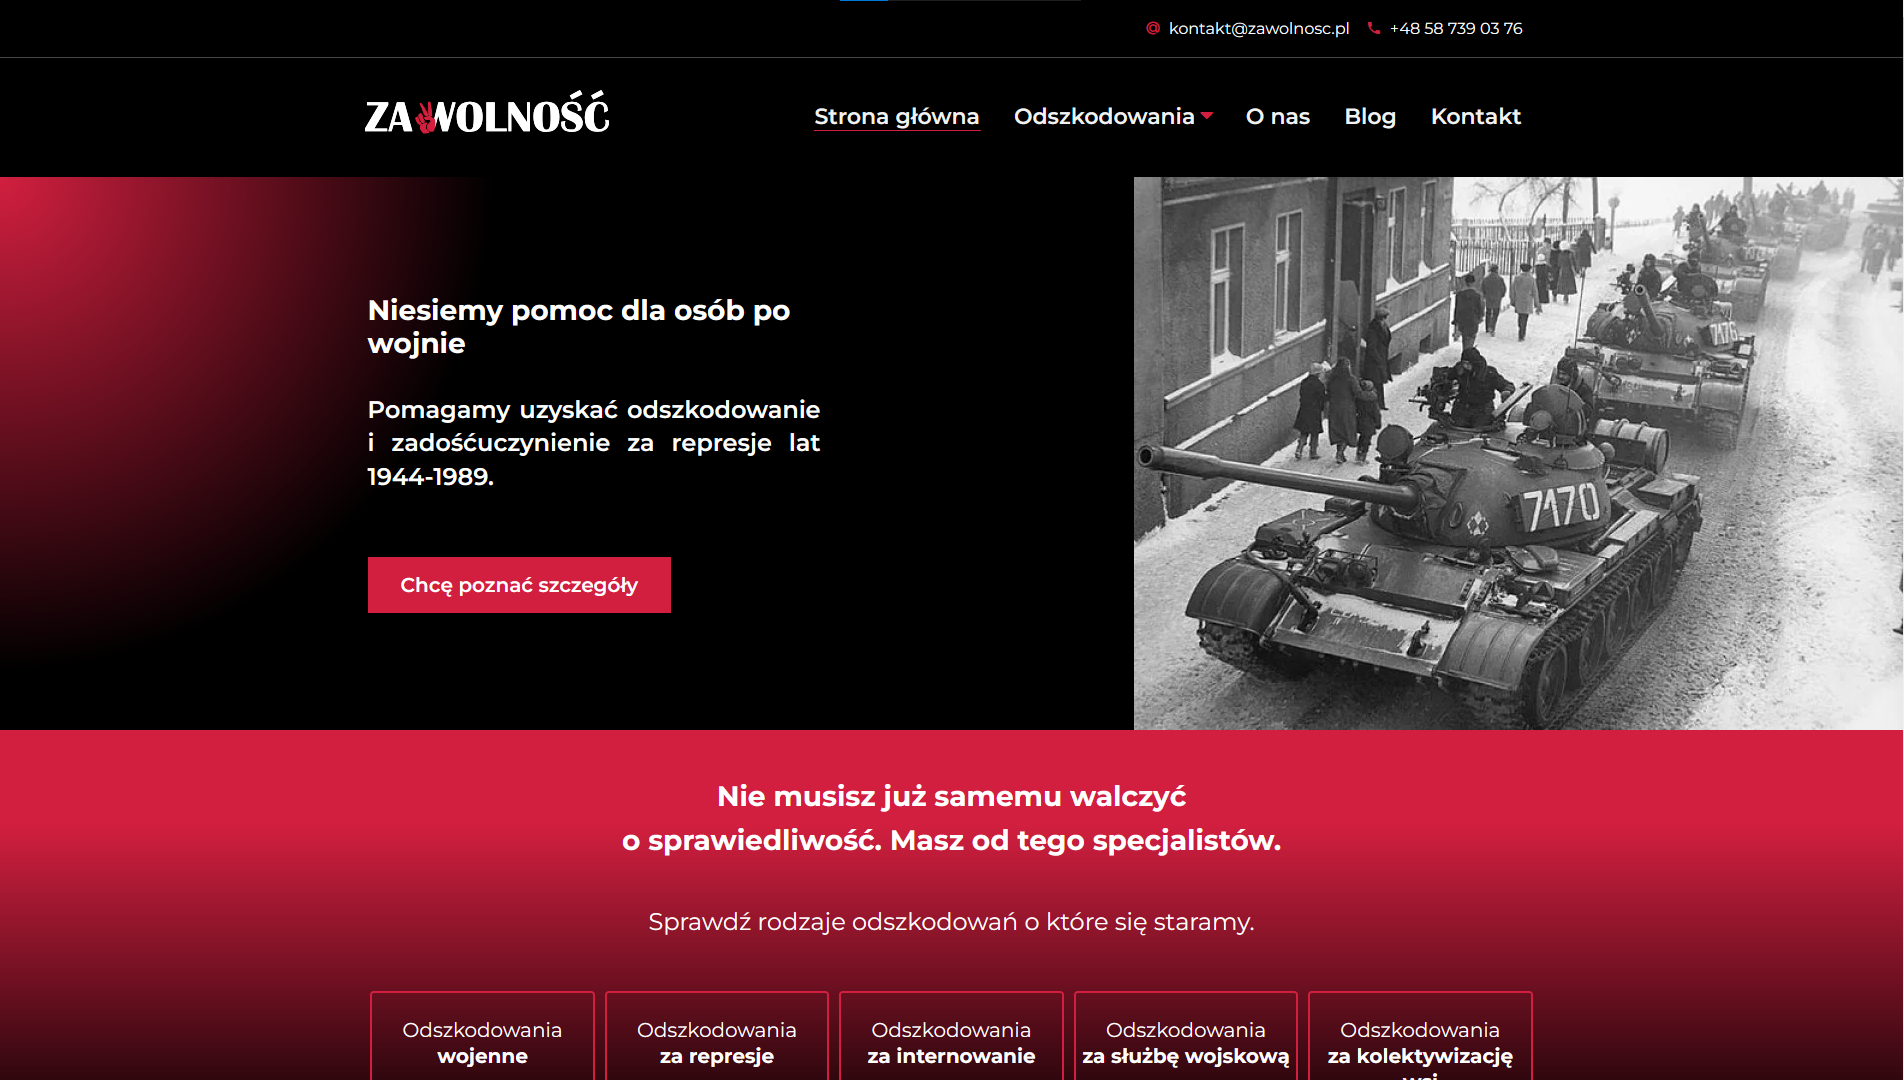 kontakt@zawolnosc.pl +48 58 739 03 76
ZAWOLNOŚĆ
Strona główna Odszkodowania O nas Blog Kontakt
Niesiemy pomoc dla osób po
wojnie
Pomagamy uzyskać odszkodowanie
i zadośćuczynienie za represje lat
1944-1989.
Chcę poznać szczegóły
7176
7170
Nie musisz już samemu walczyć
o sprawiedliwość. Masz od tego specjalistów.
Sprawdź rodzaje odszkodowań o które się staramy.
Odszkodowania
wojenne
Odszkodowania
za represje
Odszkodowania
za internowanie
Odszkodowania
za służbę wojskową
Odszkodowania
za kolektywizację
wsi